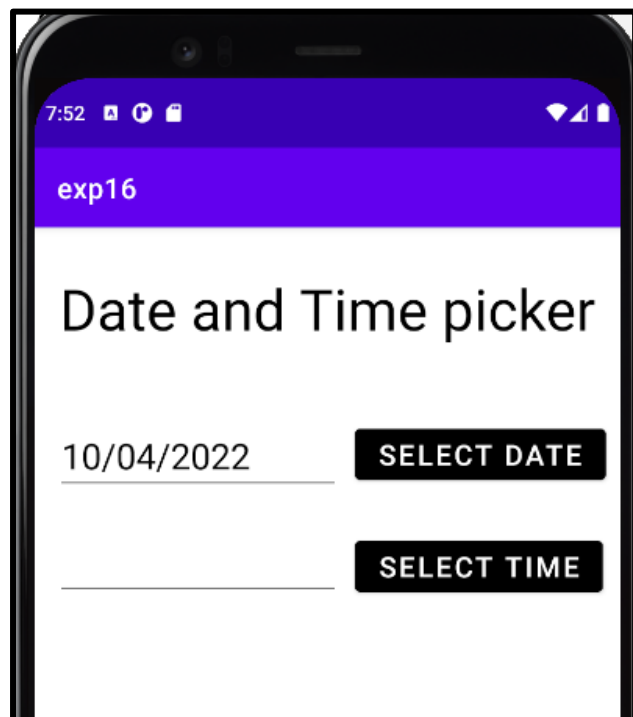 7:52
exp16
Date and Time picker
10/04/2022 SELECT DATE
SELECT TIME